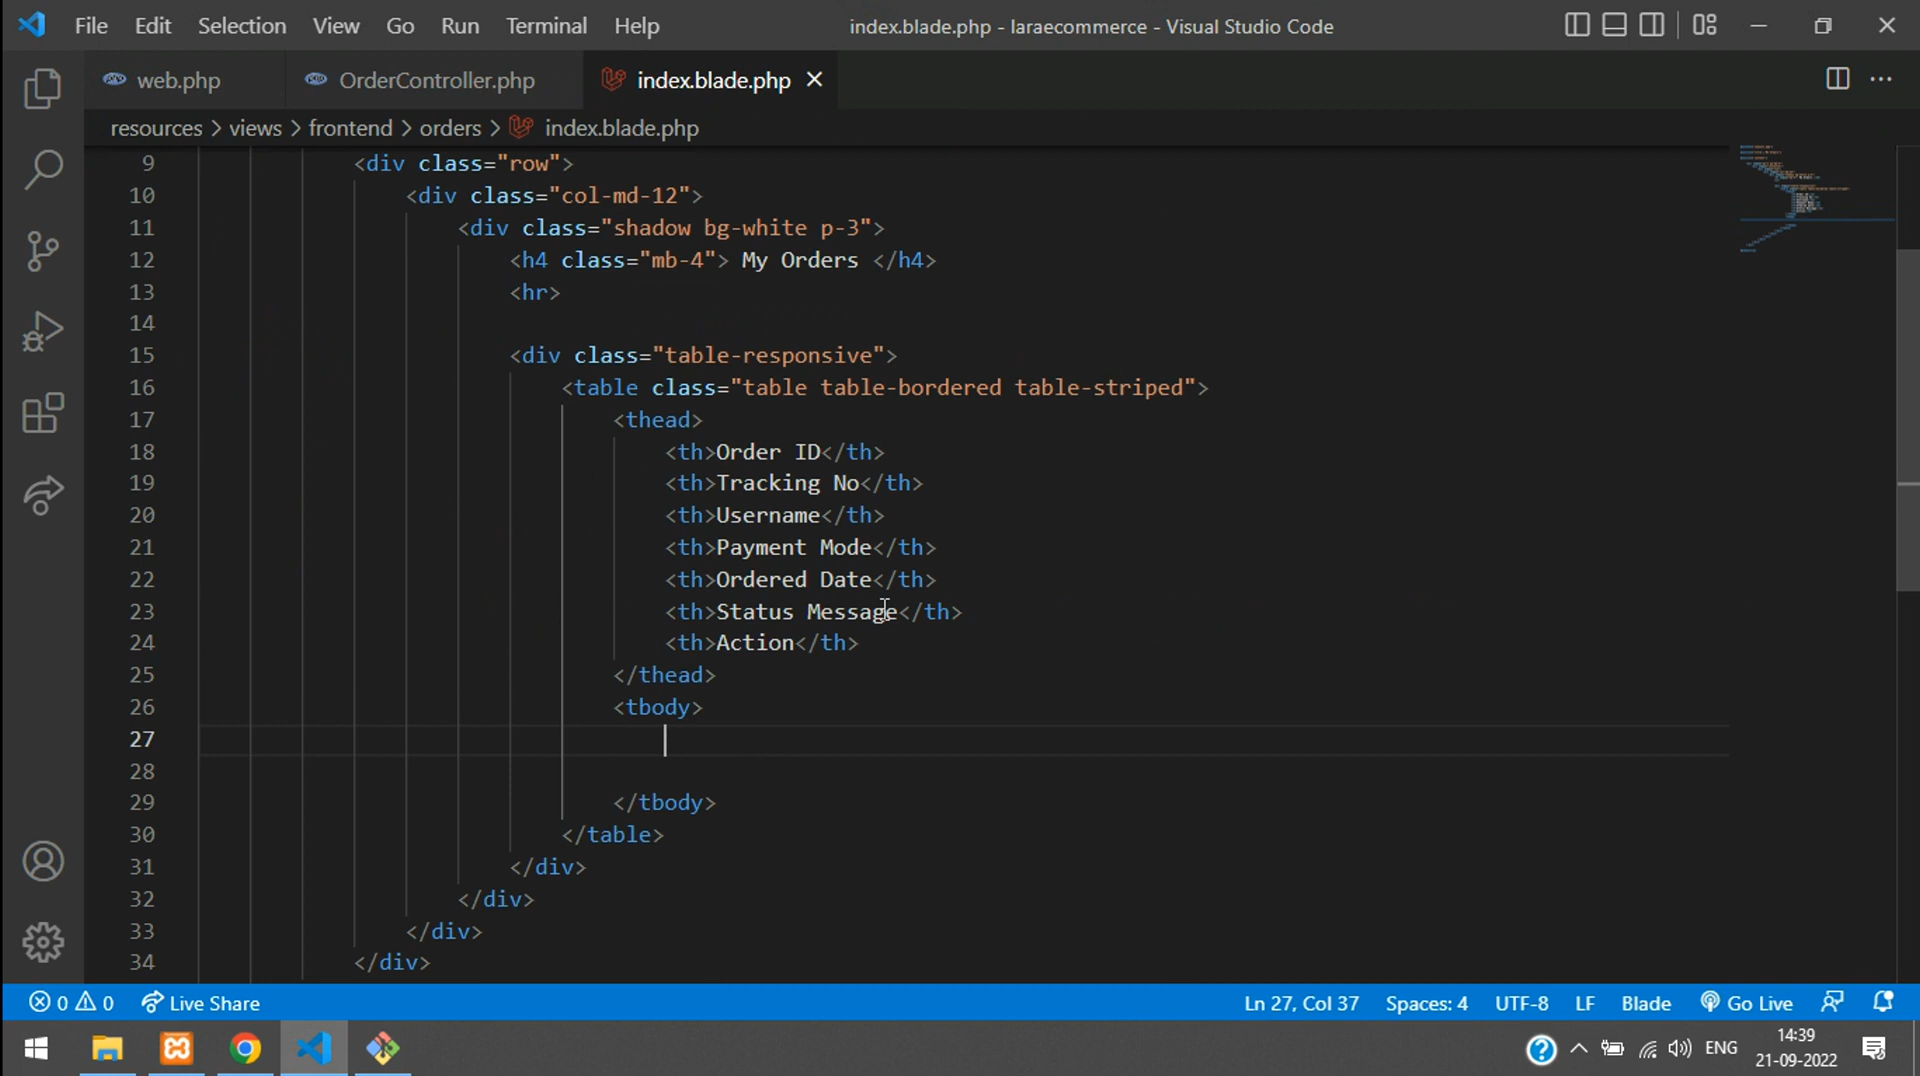 File Edit Selection View Go Run Terminal Help index.blade.php - laraecommerce - Visual Studio Code
web.php OrderController.php index.blade.php
resources > views > frontend > orders > index.blade.php
9 <div class="row">
10 <div class="col-md-12">
11 <div class="shadow bg-white p-3">
12 <h4 class="mb-4"> My Orders </h4>
13 <hr>
14
15 <div class="table-responsive">
16 <table class="table table-bordered table-striped">
17 <thead>
18 <th>Order ID</th>
19 <th>Tracking No</th>
20 <th>Username</th>
21 <th>Payment Mode</th>
22 <th>Ordered Date</th>
23 <th>Status Message</th>
24 <th>Action</th>
25 </thead>
26 <tbody>
27
28
29 </tbody>
30 </table>
31 </div>
32 </div>
33 </div>
34 </div>
0 0 Live Share Ln 27, Col 37 Spaces: 4 UTF-8 LF Blade Go Live
ENG 14:39
21-09-2022